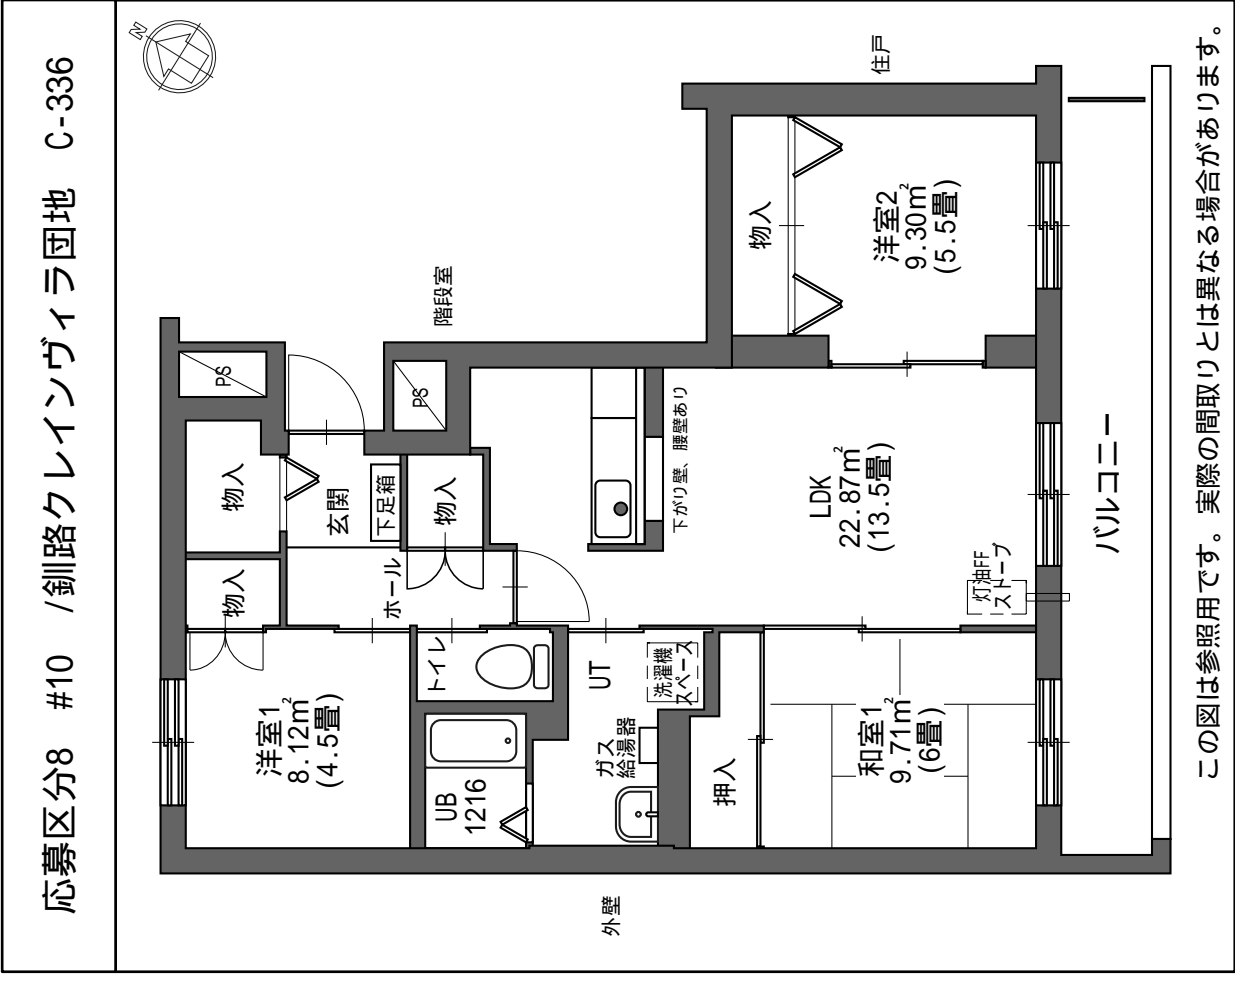 応募区分8　#10　/釧路クレインヴィラ団地　C-336
N
外壁
階段室
住戸
PS
PS
物入
物入
玄関
下足箱
物入
ホール
洋室1
8.12㎡
(4.5畳)
トイレ
UB
1216
UT
ガス
給湯器
洗濯機
スペース
下がり壁、腰壁あり
押入
和室1
9.71㎡
(6畳)
LDK
22.87㎡
(13.5畳)
灯油FF
ストーブ
物入
洋室2
9.30㎡
(5.5畳)
バルコニー
この図は参照用です。実際の間取りとは異なる場合があります。